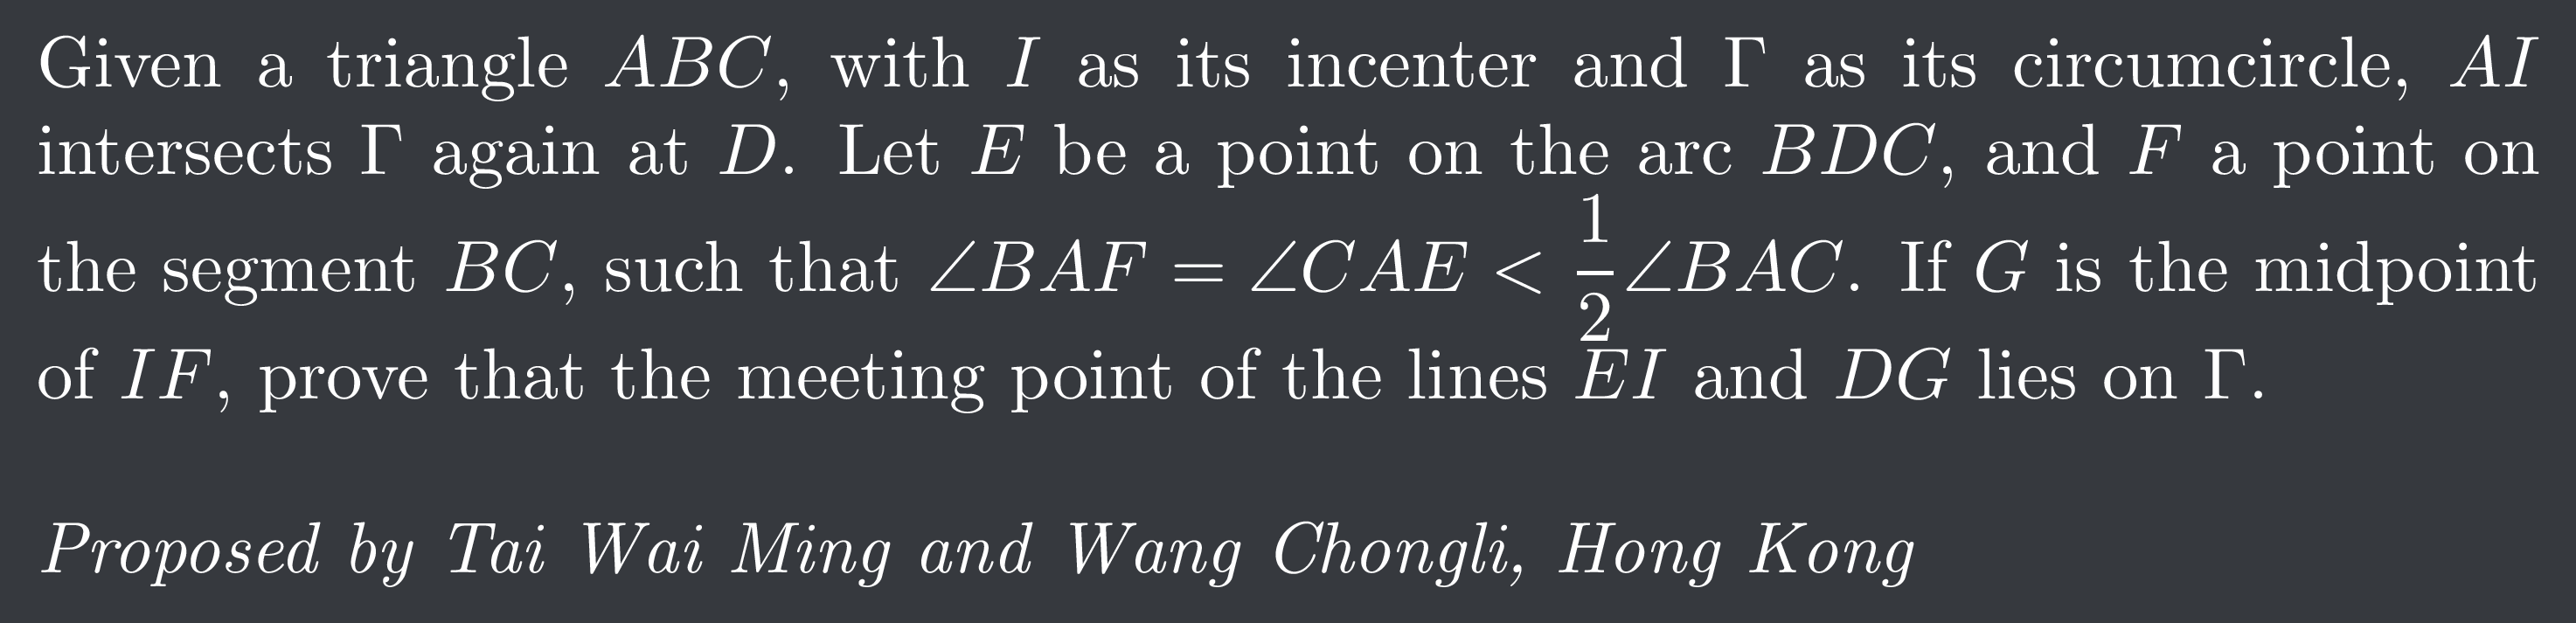 Given a triangle ABC, with I as its incenter and Γ as its circumcircle, AI
intersects Γ again at D. Let E be a point on the arc BDC, and F a point on
the segment BC, such that ∠BAF = ∠CAE < \frac{1}{2}∠BAC. If G is the midpoint
of IF, prove that the meeting point of the lines EI and DG lies on Γ.
Proposed by Tai Wai Ming and Wang Chongli, Hong Kong